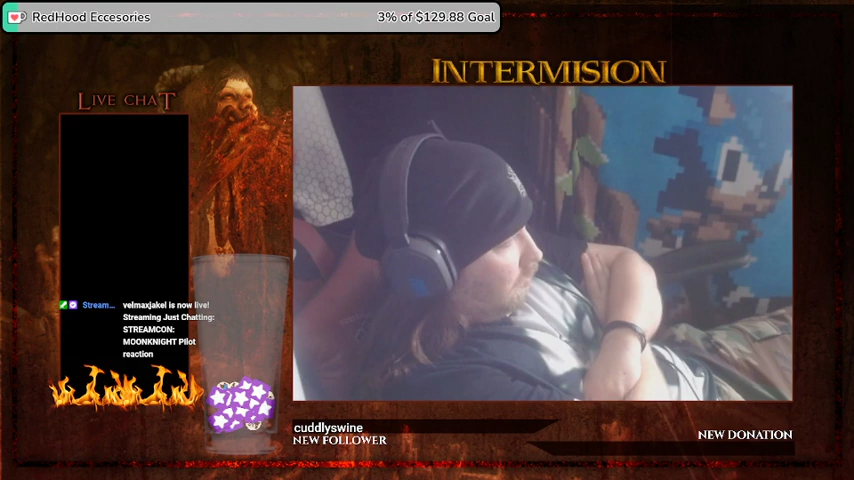 RedHood Eccesories
3% of $129.88 Goal
INTERMISION
LIVE CHAT
Stream...
velmaxjakel is now live!
Streaming Just Chatting:
STREAMCON:
MOONKNIGHT Pilot
reaction
cuddlyswine
NEW FOLLOWER
NEW DONATION